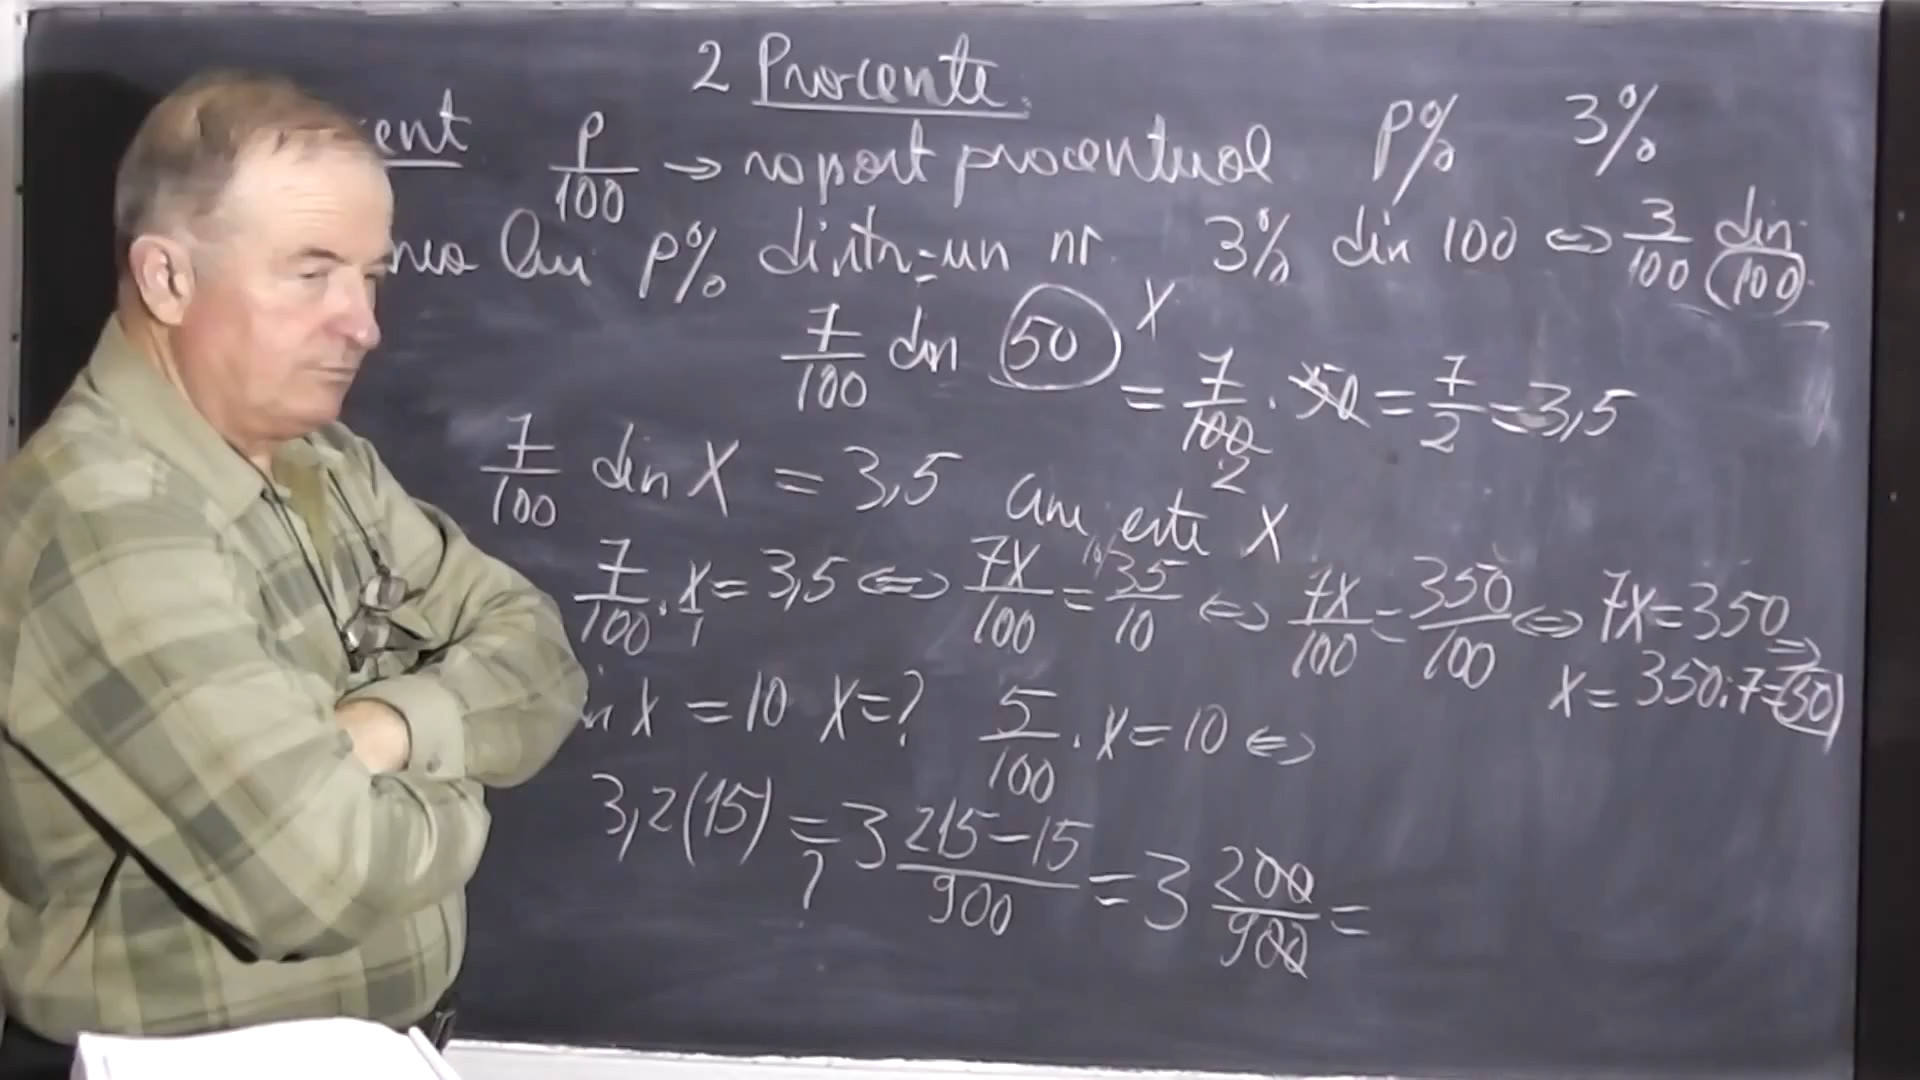 2 Procente
ent p/100 → raport procentual p% 3%
lui p% dintr-un nr. 3% din 100 <=> 3/100 din 100
7/100 din 50 X = 7/100 · 50 = 7/2 = 3,5
2
7/100 din X = 3,5 cine este X
7/100 · x/1 = 3,5 <=> 7x/100 = 35/10 <=> 7x/100 = 350/100 <=> 7x = 350 =>
x = 350:7 = 50
x = 10 x = ? 5/100 · x = 10 <=>
3,2(15) = 3 215-15/900 = 3 200/900 =
?